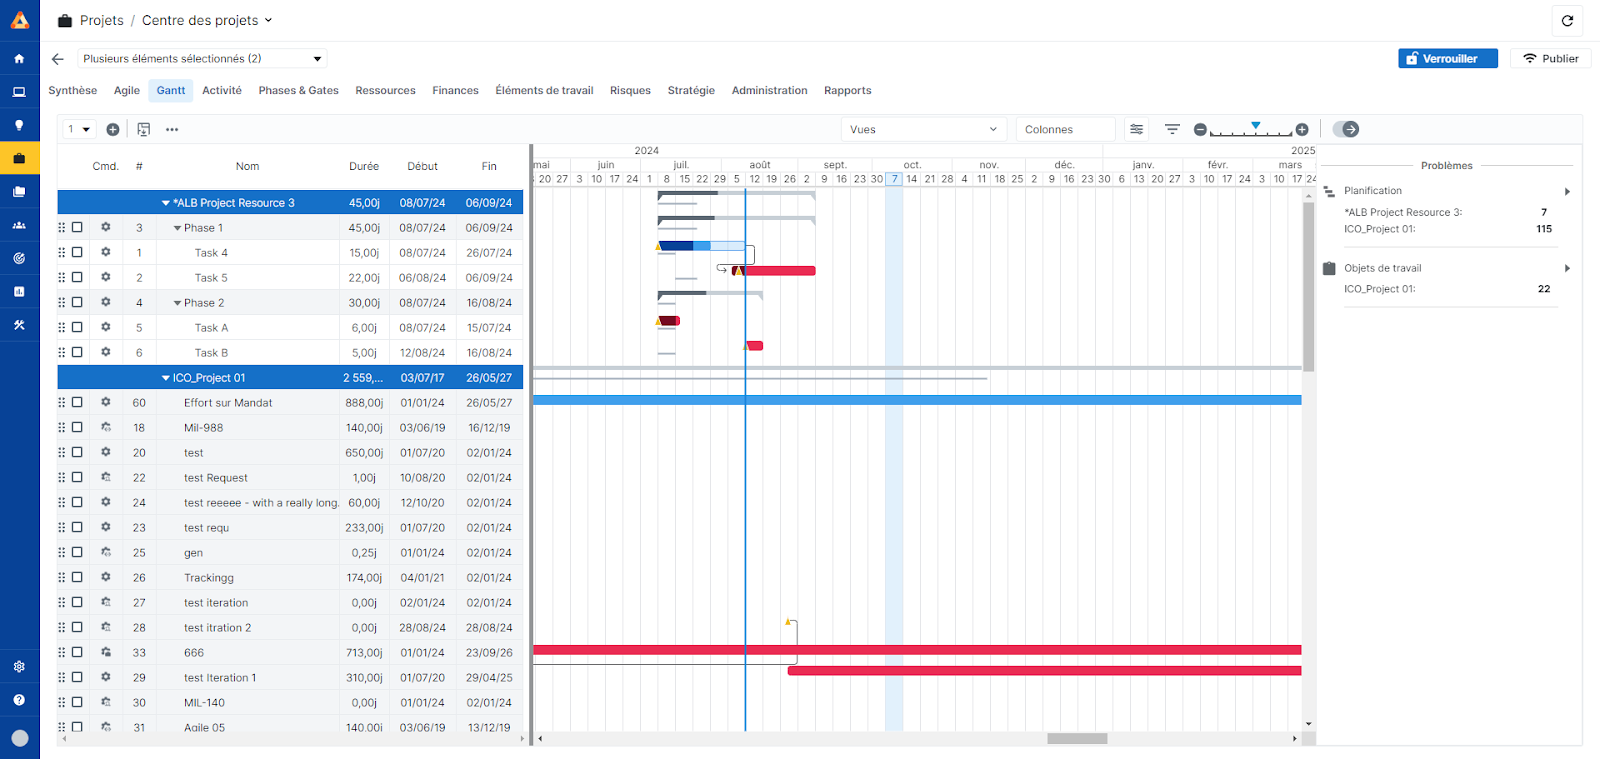 Projets / Centre des projets
Plusieurs éléments sélectionnés (2)
Verrouiller
Publier
Synthèse Agile Gantt Activité Phases & Gates Ressources Finances Éléments de travail Risques Stratégie Administration Rapports
1
Vues
Colonnes
Cmd. # Nom Durée Début Fin
*ALB Project Resource 3 45,00j 08/07/24 06/09/24
3 Phase 1 45,00j 08/07/24 06/09/24
1 Task 4 15,00j 08/07/24 26/07/24
2 Task 5 22,00j 06/08/24 06/09/24
4 Phase 2 30,00j 08/07/24 16/08/24
5 Task A 6,00j 08/07/24 15/07/24
6 Task B 5,00j 12/08/24 16/08/24
ICO_Project 01 2 559,... 03/07/17 26/05/27
60 Effort sur Mandat 888,00j 01/01/24 26/05/27
18 Mil-988 140,00j 03/06/19 16/12/19
20 test 650,00j 01/07/20 02/01/24
22 test Request 1,00j 10/08/20 02/01/24
24 test reeeee - with a really long. 60,00j 12/10/20 02/01/24
23 test requ 233,00j 01/07/20 02/01/24
25 gen 0,25j 01/01/24 02/01/24
26 Trackingg 174,00j 04/01/21 02/01/24
27 test iteration 0,00j 02/01/24 02/01/24
28 test itration 2 0,00j 28/08/24 28/08/24
33 666 713,00j 01/01/24 23/09/26
29 test Iteration 1 310,00j 01/07/20 29/04/25
30 MIL-140 0,00j 01/01/24 02/01/24
31 Agile 05 140.00j 03/06/19 13/12/19
2024 2025
mai juin juil. août sept. oct. nov. déc. janv. févr. mars
20 27 3 10 17 24 1 8 15 22 29 5 12 19 26 2 9 16 23 30 7 14 21 28 4 11 18 25 2 9 16 23 30 6 13 20 27 3 10 17 24 3 10 17 24
Problèmes
Planification
*ALB Project Resource 3: 7
ICO_Project 01: 115
Objets de travail
ICO_Project 01: 22